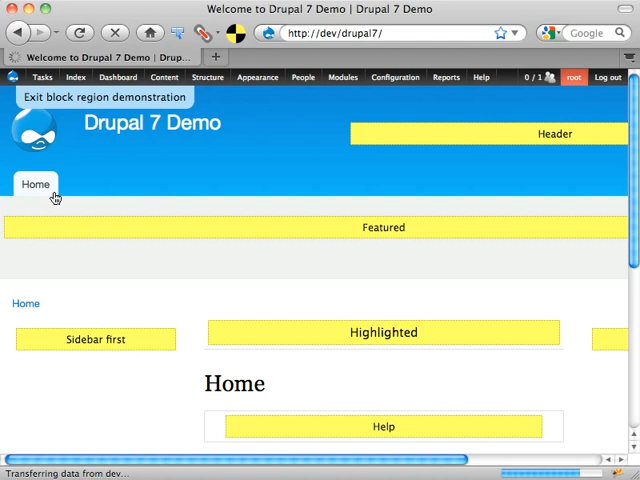 Welcome to Drupal 7 Demo | Drupal 7 Demo
http://dev/drupal7/
Google
Welcome to Drupal 7 Demo | Drup...
Tasks Index Dashboard Content Structure Appearance People Modules Configuration Reports Help 0 / 1 root Log out
Exit block region demonstration
Drupal 7 Demo
Header
Home
Featured
Home
Highlighted
Sidebar first
Home
Help
Transferring data from dev...